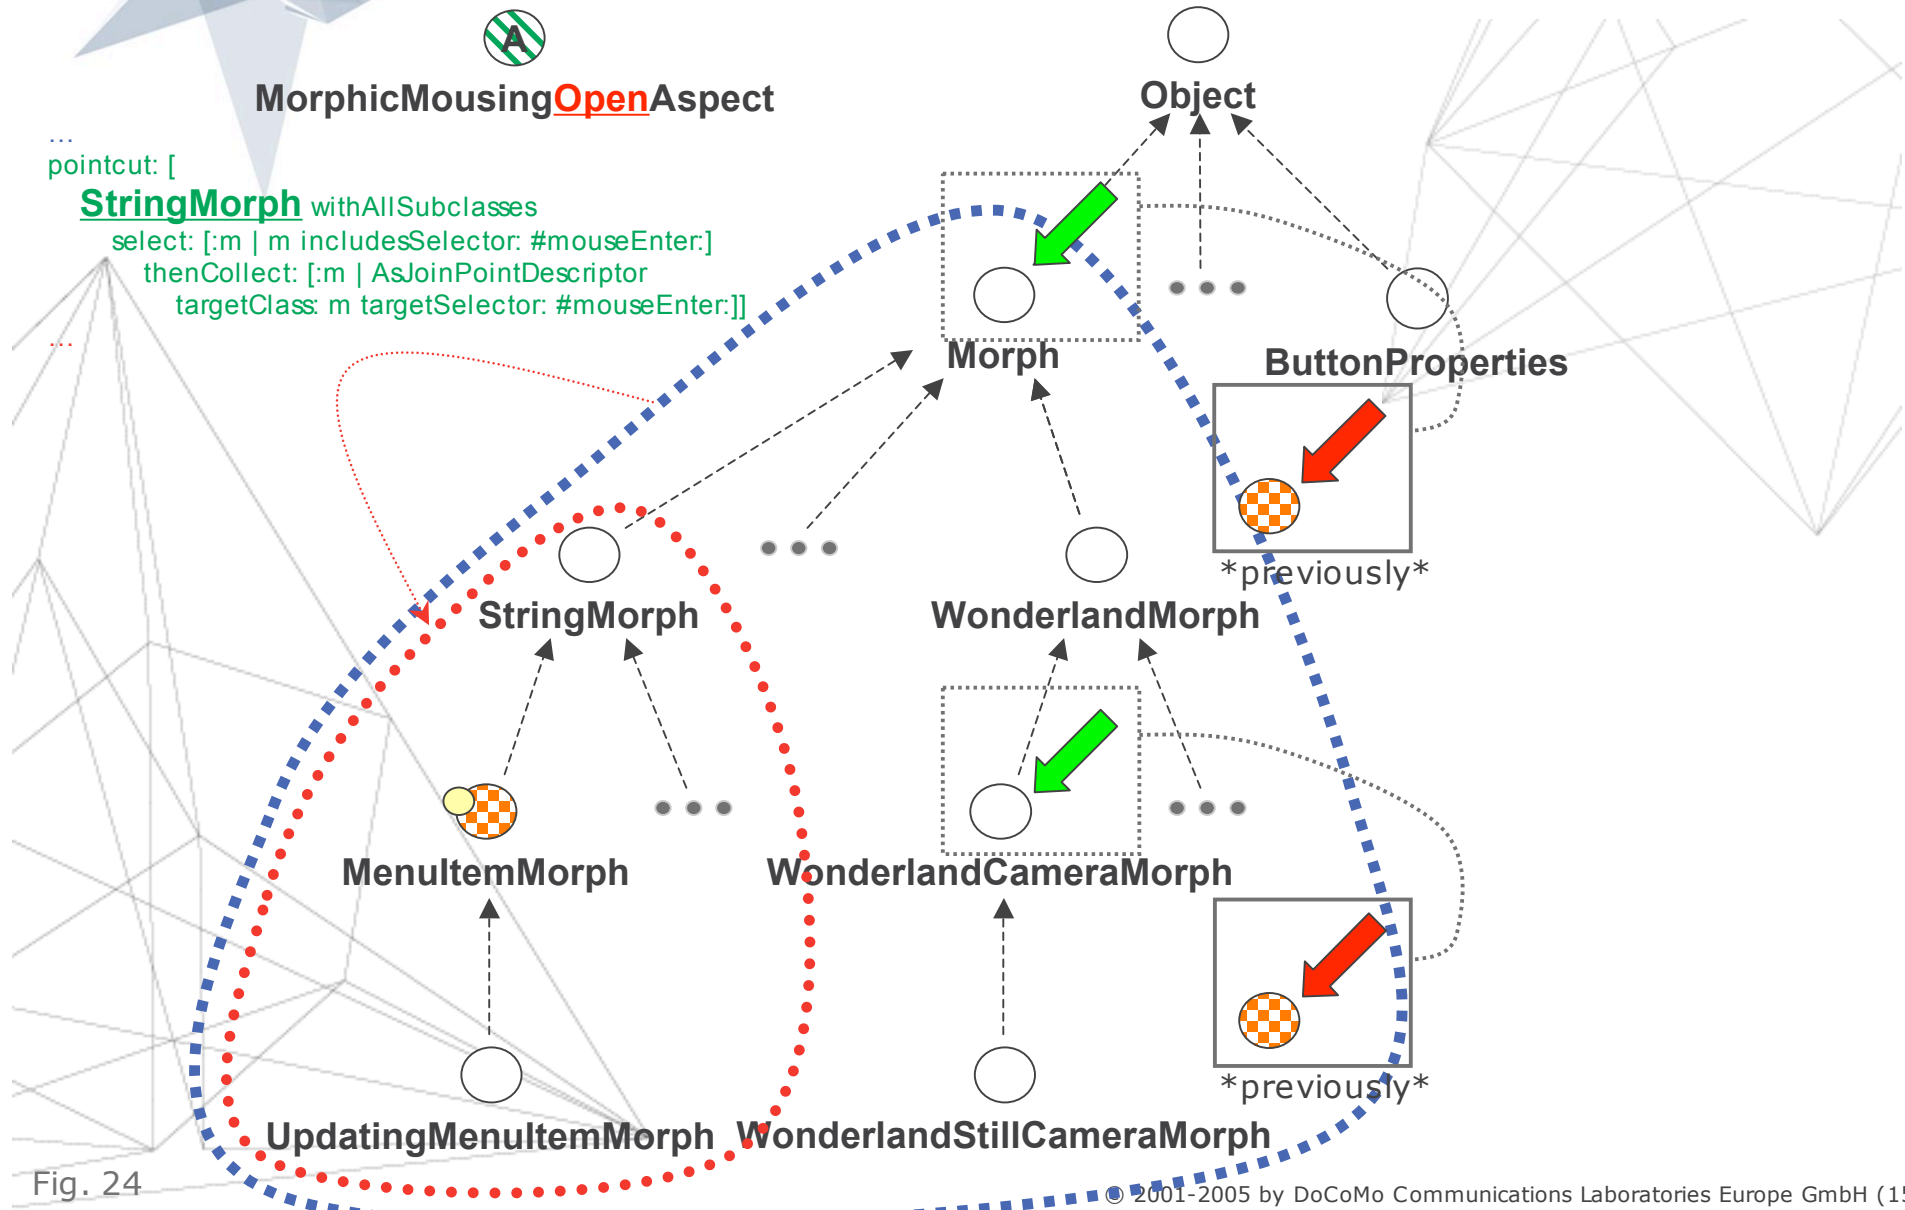 A
MorphicMousingOpenAspect
Object
...
pointcut: [
StringMorph withAllSubclasses
select: [:m | m includesSelector: #mouseEnter:]
thenCollect: [:m | AsJoinPointDescriptor
targetClass: m targetSelector: #mouseEnter:]]
...
Morph
ButtonProperties
*previously*
StringMorph
WonderlandMorph
MenuItemMorph
WonderlandCameraMorph
*previously*
UpdatingMenuItemMorph
WonderlandStillCameraMorph
Fig. 24
© 2001-2005 by DoCoMo Communications Laboratories Europe GmbH (15